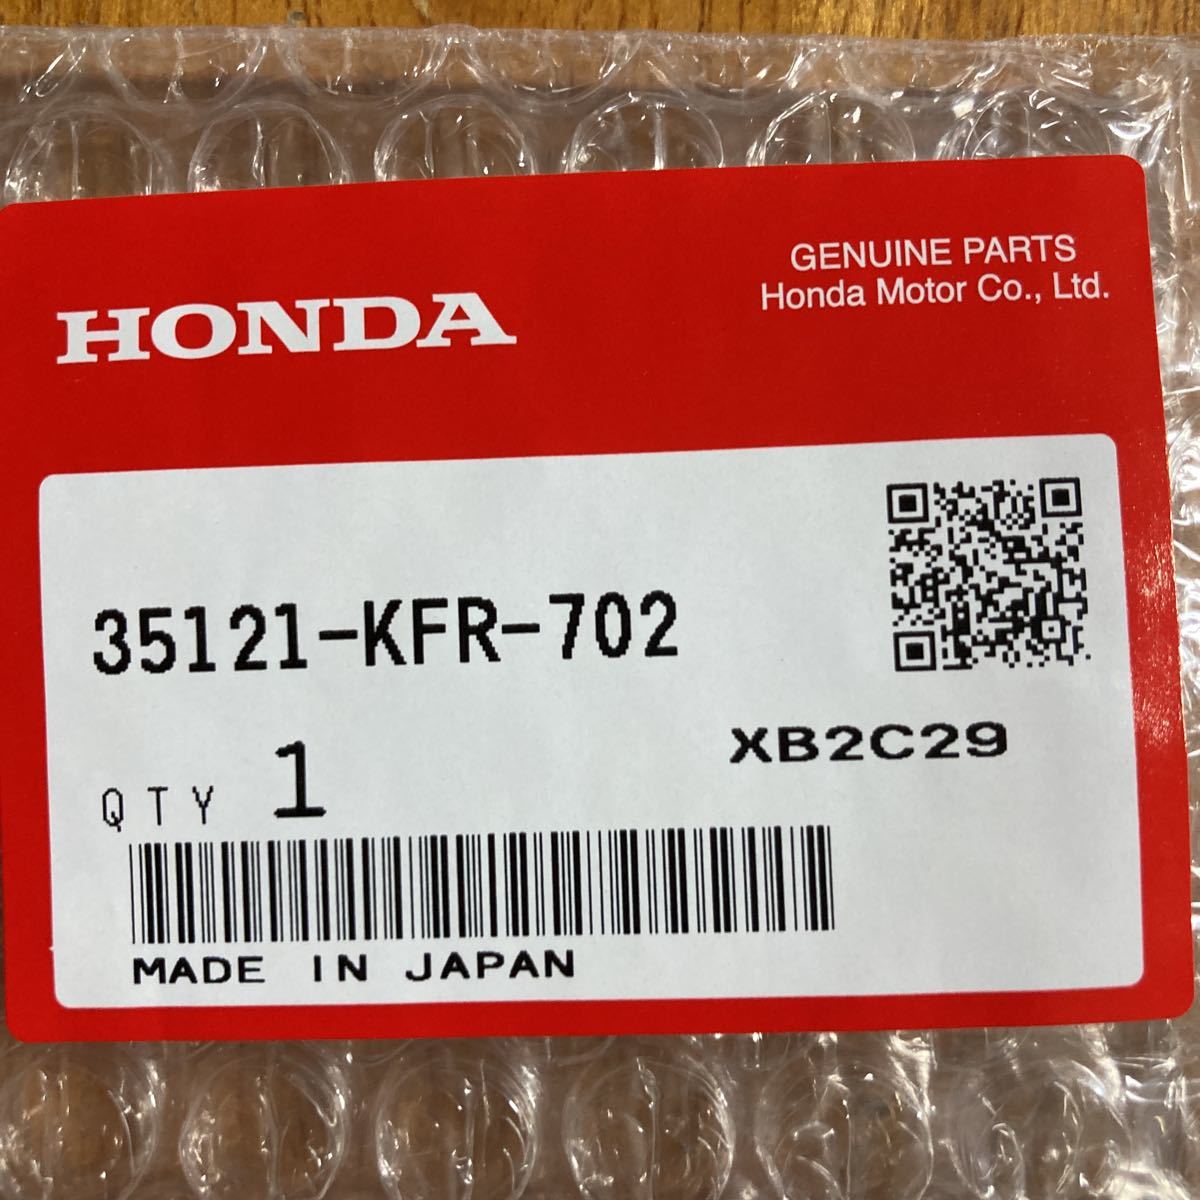 HONDA
GENUINE PARTS
Honda Motor Co., Ltd.
35121-KFR-702
XB2C29
QTY 1
MADE IN JAPAN